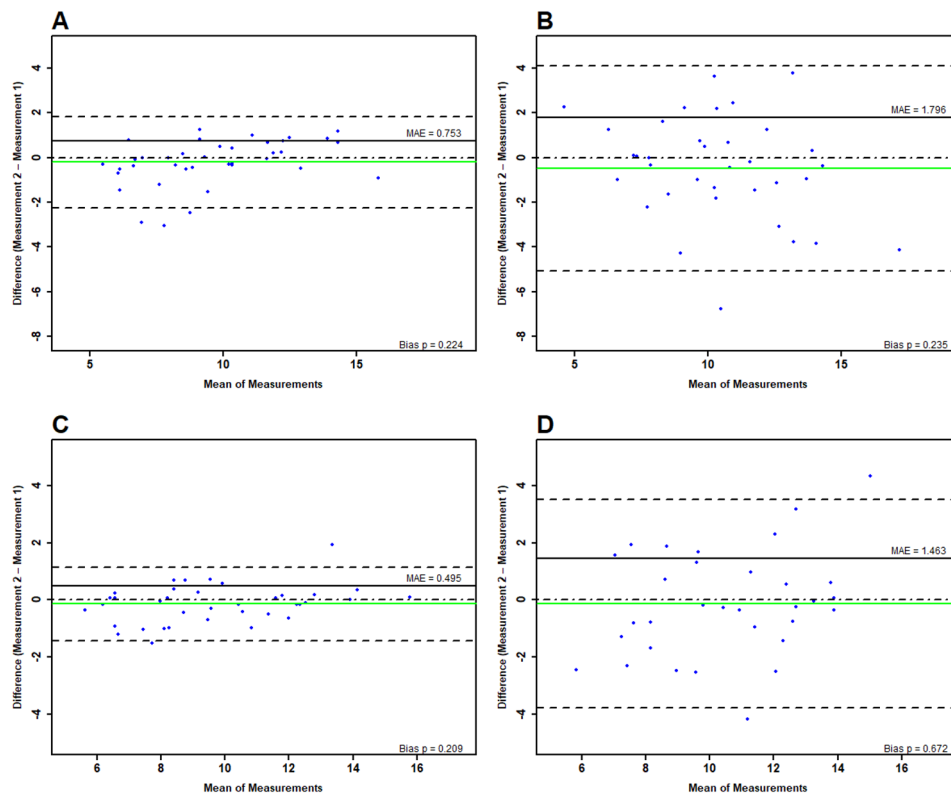 A
Difference (Measurement 2 – Measurement 1)
4
2
0
-2
-4
-6
-8
MAE = 0.753
Bias p = 0.224
5
10
15
Mean of Measurements
B
Difference (Measurement 2 – Measurement 1)
4
2
0
-2
-4
-6
-8
MAE = 1.796
Bias p = 0.235
5
10
15
Mean of Measurements
C
Difference (Measurement 2 – Measurement 1)
4
2
0
-2
-4
MAE = 0.495
Bias p = 0.209
6
8
10
12
14
16
Mean of Measurements
D
Difference (Measurement 2 – Measurement 1)
4
2
0
-2
-4
MAE = 1.463
Bias p = 0.672
6
8
10
12
14
16
Mean of Measurements